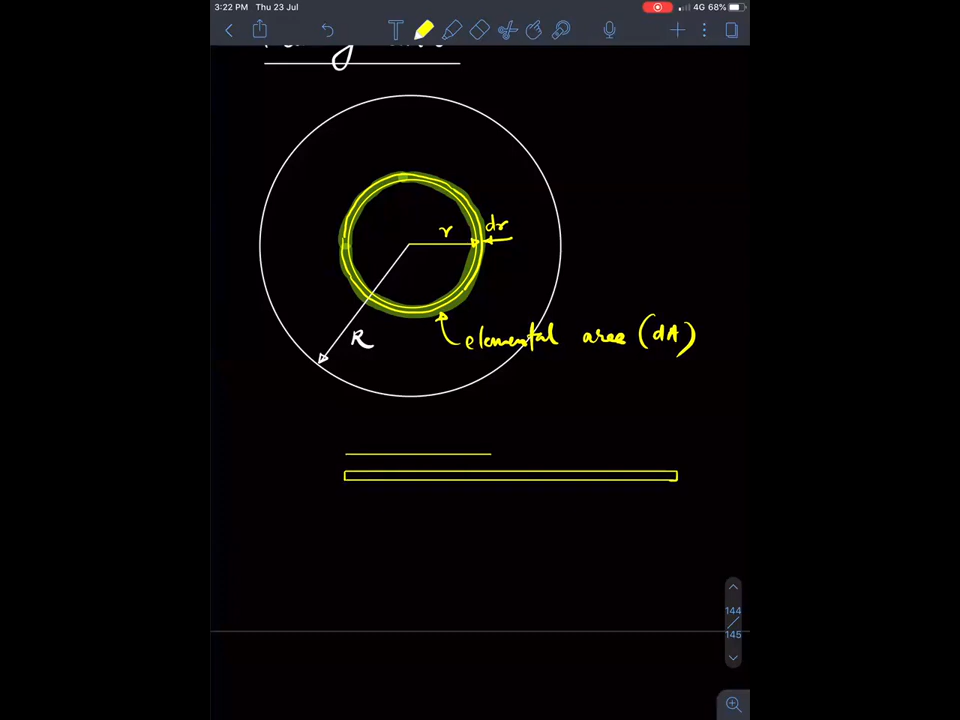 3:22 PM Thu 23 Jul
4G 68%
T
dr
r
R
elemental area (dA)
144
145